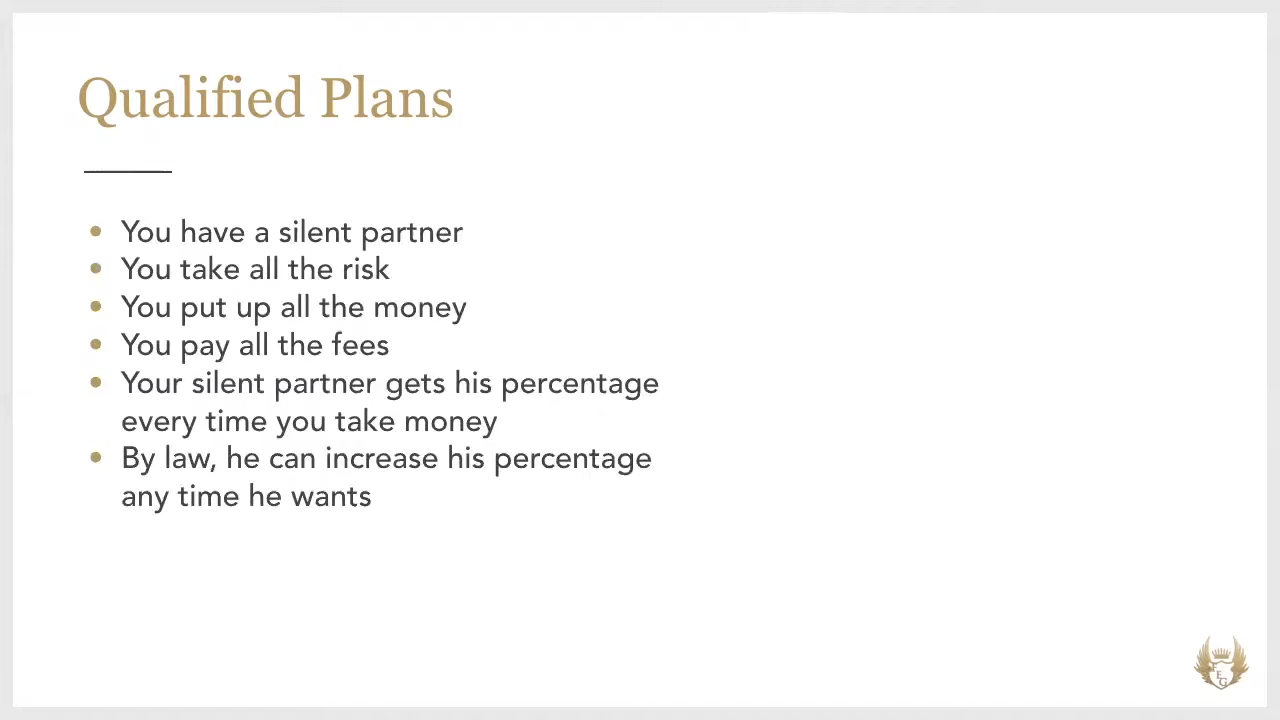 Qualified Plans
• You have a silent partner
• You take all the risk
• You put up all the money
• You pay all the fees
• Your silent partner gets his percentage
every time you take money
• By law, he can increase his percentage
any time he wants
FEG